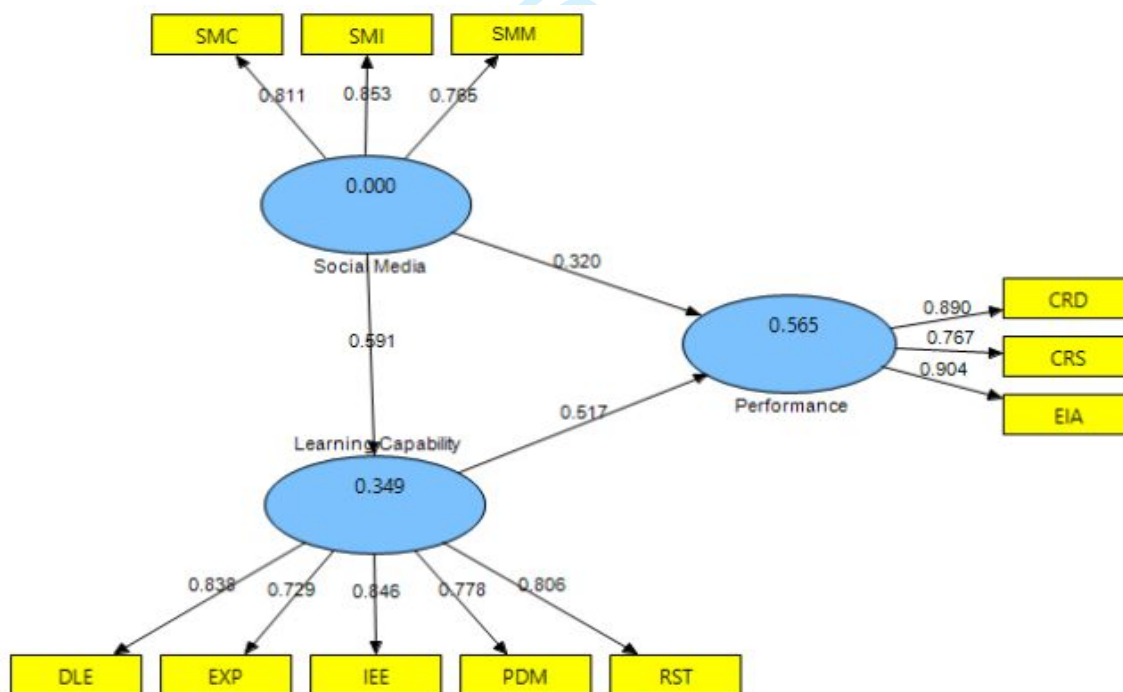 SMC SMI SMM
0.811 0.853 0.765
0.000
Social Media
0.320
0.591
0.565
Performance
0.890 CRD
0.767 CRS
0.904 EIA
0.517
Learning Capability
0.349
0.838 0.729 0.846 0.778 0.806
DLE EXP IEE PDM RST